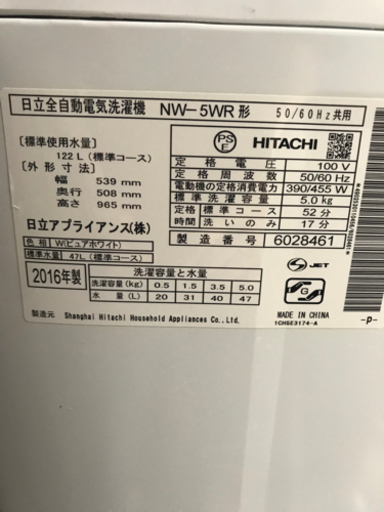 日立全自動電気洗濯機 NW-5WR形 50/60Hz共用
〔標準使用水量〕
122 L (標準コース)
〔外形寸法〕
幅 539 mm
奥行 508 mm
高さ 965 mm
日立アプライアンス(株)
色相 W(ピュアホワイト)
標準水量 47L (標準コース)
PS
E
HITACHI
定格電圧 100 V
定格周波数 50/60 Hz
電動機の定格消費電力 390/455 W
標準洗濯容量 5.0 kg
定格 標準コース 52 分
時間 洗いのみ 17 分
製造番号 6028461
2016年製
洗濯容量と水量
洗濯容量(kg) 0.5 1.5 3.5 5.0
水量(L) 20 31 40 47
S JET
G
MADE IN CHINA
1CHSE3174-A
製造元 Shanghai Hitachi Household Appliances Co.,Ltd.
-p-